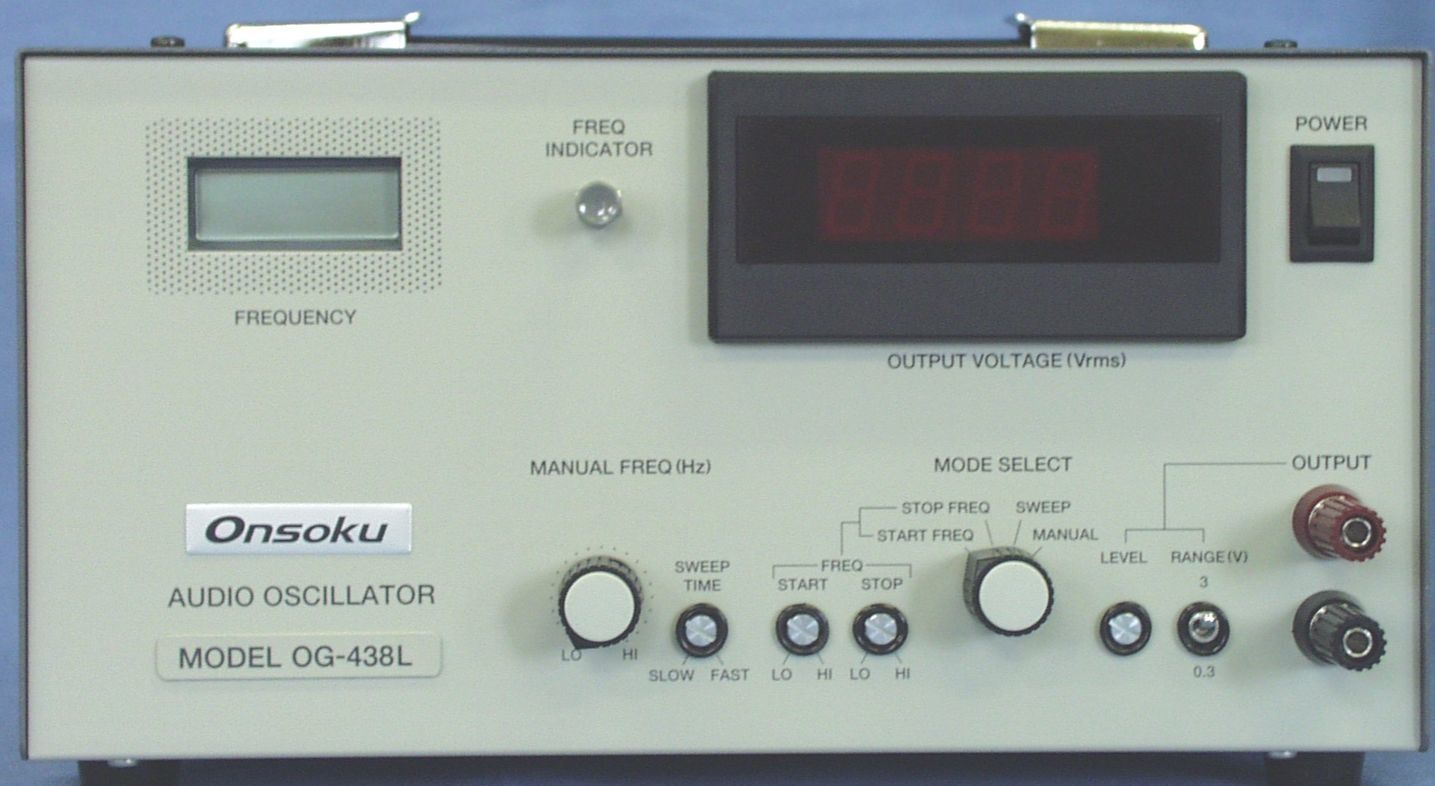 FREQ
INDICATOR
POWER
8888
FREQUENCY
OUTPUT VOLTAGE (Vrms)
MANUAL FREQ (Hz)
MODE SELECT
OUTPUT
STOP FREQ
SWEEP
START FREQ
MANUAL
Onsoku
AUDIO OSCILLATOR
MODEL OG-438L
SWEEP
TIME
FREQ
START
STOP
LEVEL
RANGE (V)
3
0.3
LO
HI
SLOW
FAST
LO
HI
LO
HI